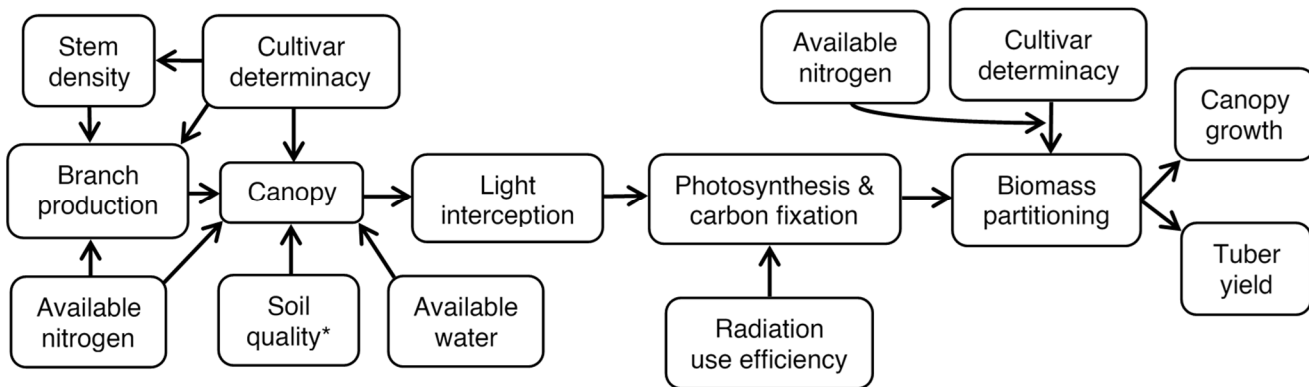 Stem
density
Cultivar
determinacy
Available
nitrogen
Cultivar
determinacy
Canopy
growth
Branch
production
Canopy
Light
interception
Photosynthesis &
carbon fixation
Biomass
partitioning
Tuber
yield
Available
nitrogen
Soil
quality*
Available
water
Radiation
use efficiency